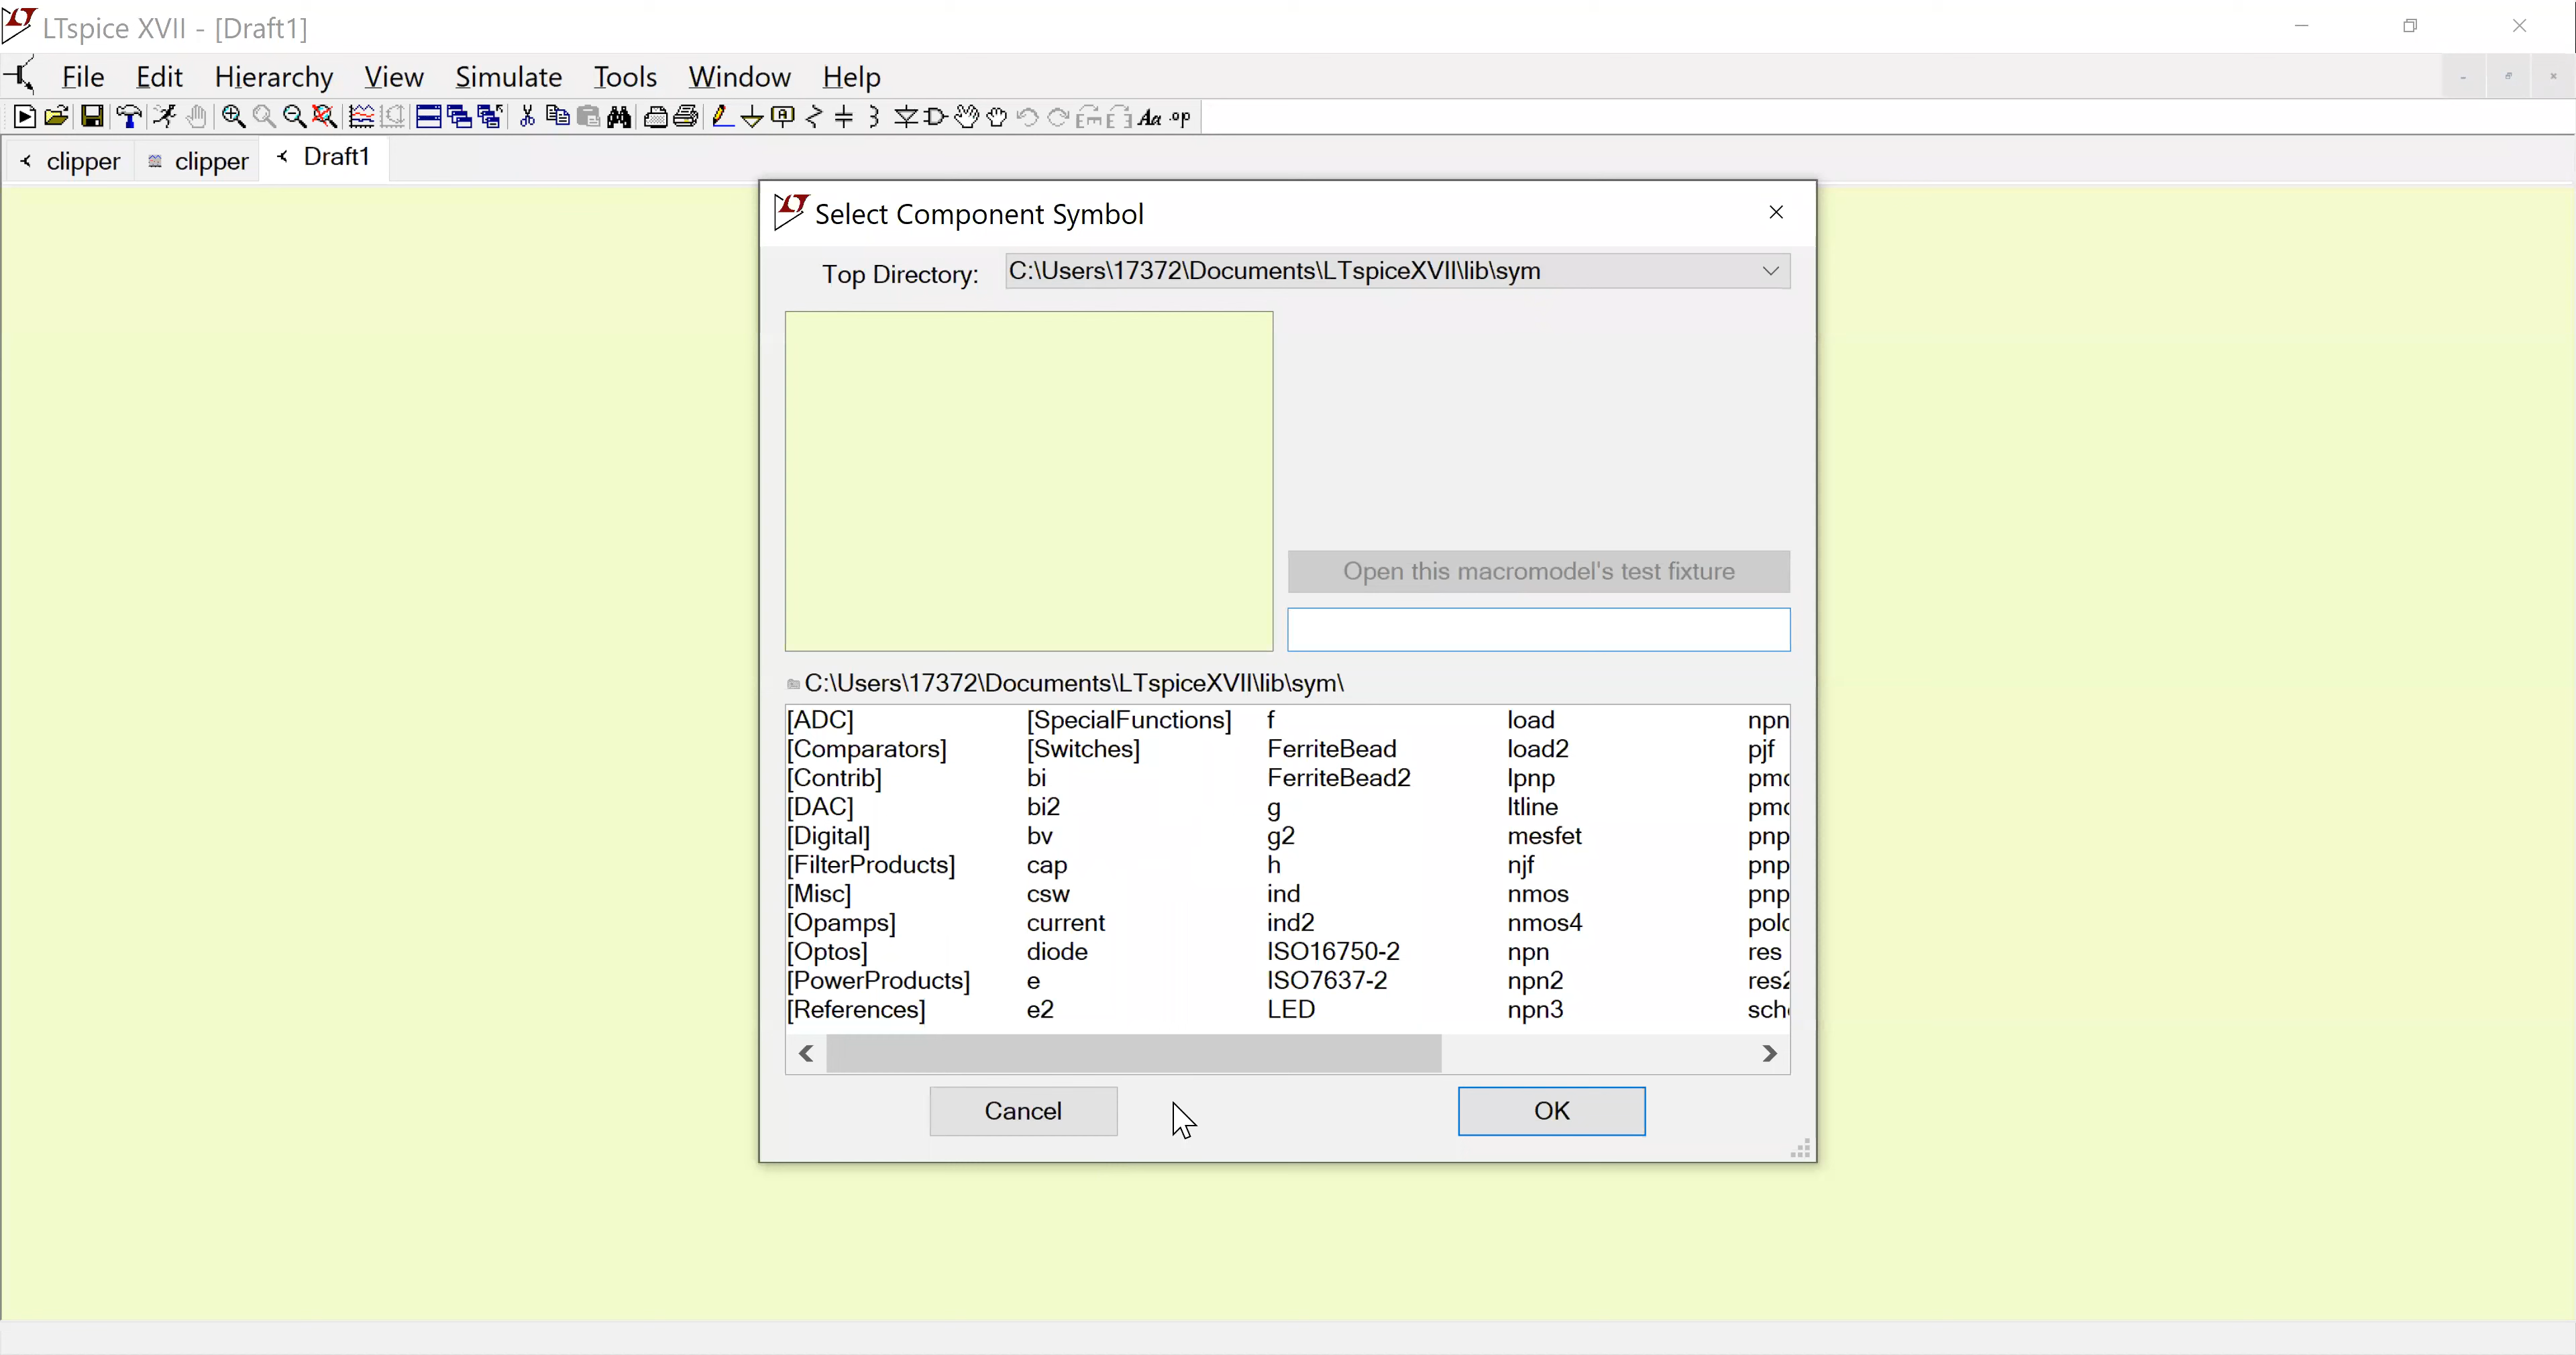 LTspice XVII - [Draft1]
File Edit Hierarchy View Simulate Tools Window Help
Aa .op
clipper clipper Draft1
Select Component Symbol
Top Directory: C:\Users\17372\Documents\LTspiceXVII\lib\sym
Open this macromodel's test fixture
C:\Users\17372\Documents\LTspiceXVII\lib\sym\
[ADC] [SpecialFunctions] f load npn
[Comparators] [Switches] FerriteBead load2 pjf
[Contrib] bi FerriteBead2 lpnp
[DAC] bi2 g ltline
[Digital] bv g2 mesfet pnp
[FilterProducts] cap h njf pnp
[Misc] csw ind nmos pnp
[Opamps] current ind2 nmos4
[Optos] diode ISO16750-2 npn res
[PowerProducts] e ISO7637-2 npn2 res2
[References] e2 LED npn3
Cancel OK